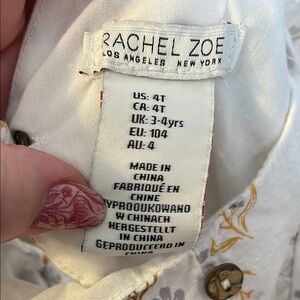 RACHEL ZOE
LOS ANGELES NEW YORK
US: 4T
CA: 4T
UK: 3-4yrs
EU: 104
AU: 4
MADE IN
CHINA
FABRIQUÉ EN
CHINE
WYPRODUKOWANO
W CHINACH
HERGESTELLT
IN CHINA
GEPRODUCEERD IN